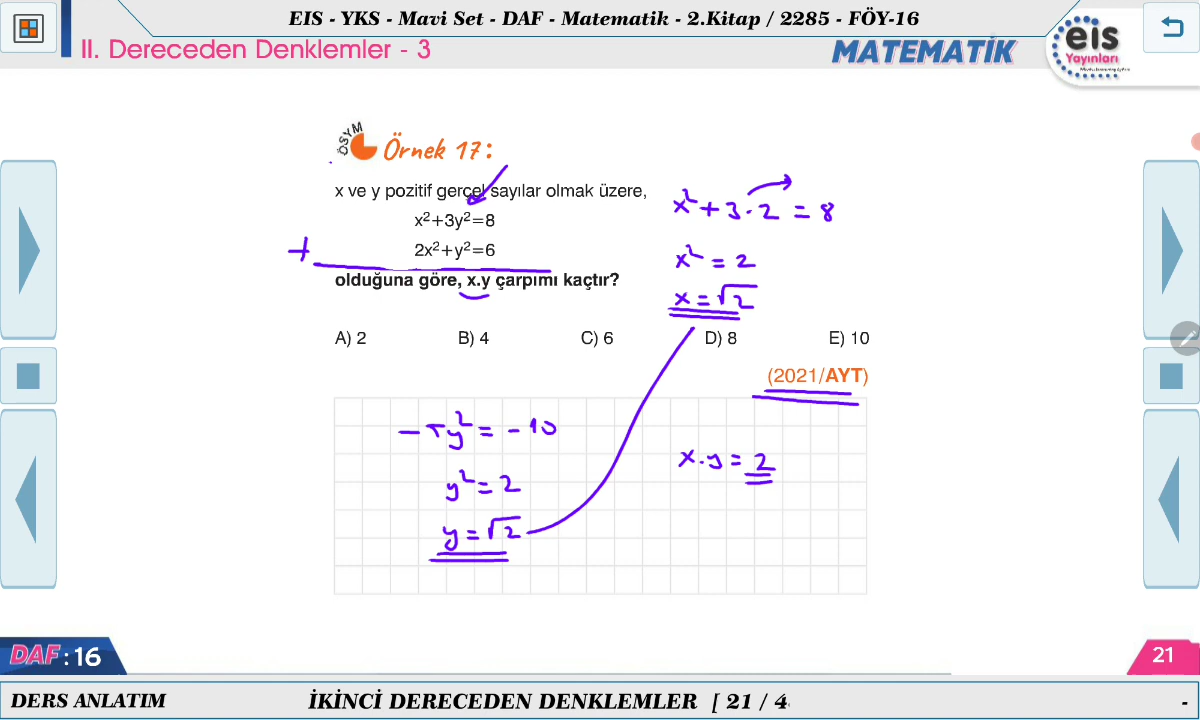 EIS - YKS - Mavi Set - DAF - Matematik - 2.Kitap / 2285 - FÖY-16
II. Dereceden Denklemler - 3
MATEMATİK
eis
Yayınları
ÖSYM
Örnek 17:
x ve y pozitif gerçel sayılar olmak üzere,
x²+3y²=8
2x²+y²=6
+
olduğuna göre, x.y çarpımı kaçtır?
x²+3.2=8
x²=2
x=√2
A) 2 B) 4 C) 6 D) 8 E) 10
(2021/AYT)
-5y²=-10
y²=2
y=√2
x.y=2
DAF:16
21
DERS ANLATIM
İKİNCİ DERECEDEN DENKLEMLER [ 21 / 4
-